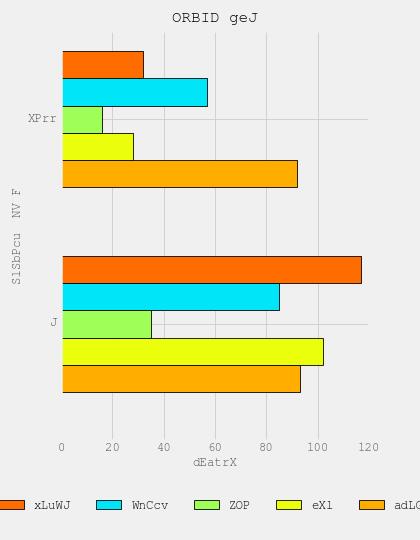 ORBID geJ
XPrr
J
SlSbPcu NV F
0 20 40 60 80 100 120
dEatrX
xLuWJ WnCcv ZOP eXl